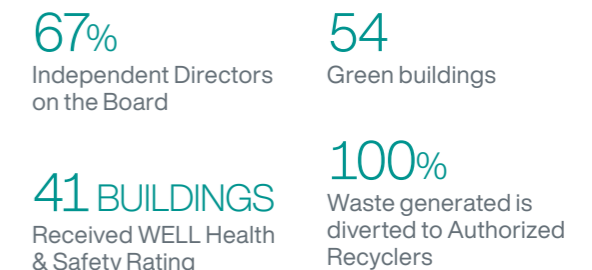 67%
Independent Directors
on the Board
54
Green buildings
41 BUILDINGS
Received WELL Health
& Safety Rating
100%
Waste generated is
diverted to Authorized
Recyclers